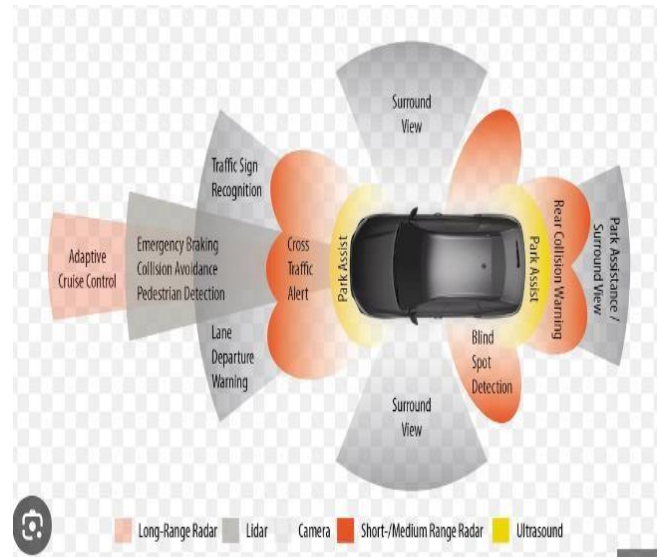 Surround
View
Traffic Sign
Recognition
Adaptive
Cruise Control
Emergency Braking
Collision Avoidance
Pedestrian Detection
Cross
Traffic
Alert
Park Assist
Park Assist
Rear Collision Warning
Park Assistance /
Surround View
Lane
Departure
Warning
Blind
Spot
Detection
Surround
View
Long-Range Radar
Lidar
Camera
Short-/Medium Range Radar
Ultrasound